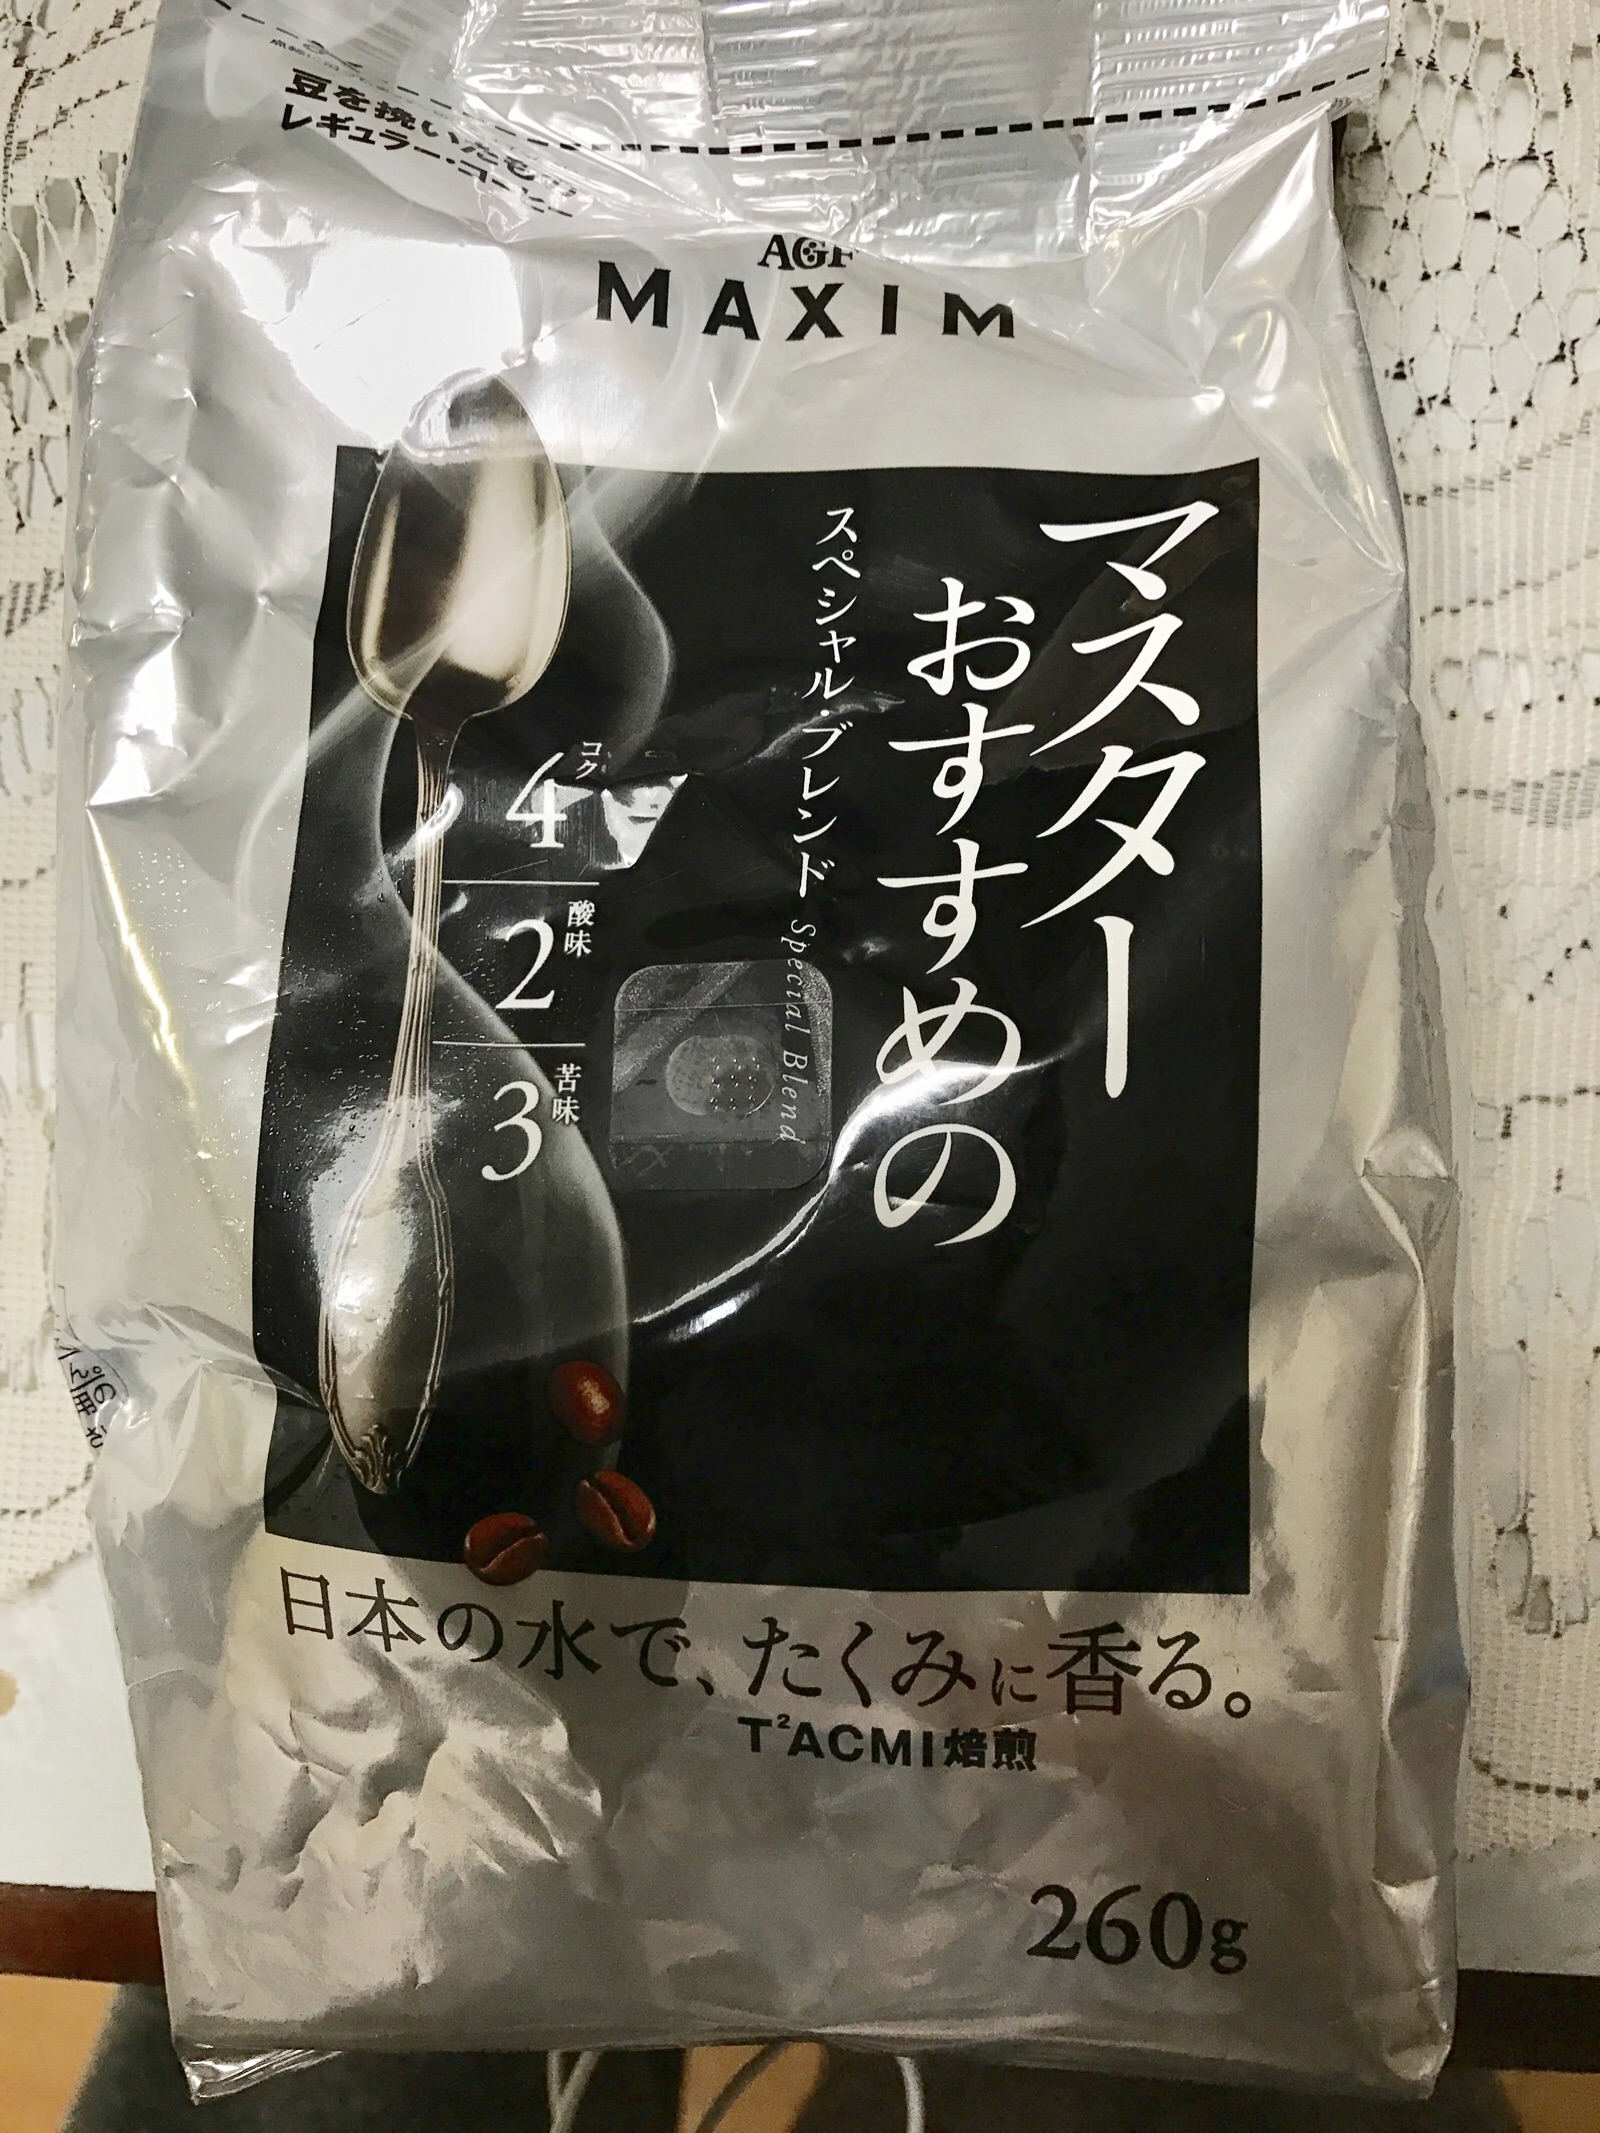 豆を挽いたもの
レギュラー・コーヒー
AGF
MAXIM
マスター
おすすめの
スペシャル・ブレンド Special Blend
コク
4
酸味
2
苦味
3
日本の水で、たくみに香る。
T²ACMI焙煎
260g